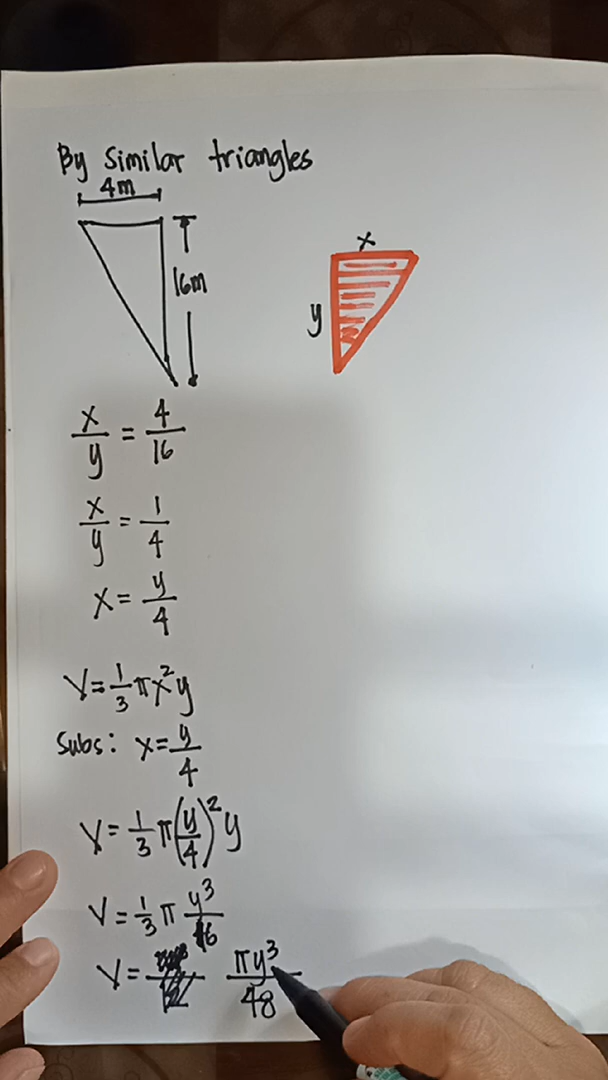 By Similar triangles
4m
16m
x
y
x/y = 4/16
x/y = 1/4
x = y/4
V = 1/3 πx²y
Subs: x = y/4
V = 1/3 π(y/4)² y
V = 1/3 π y³/16
V = πy³/48